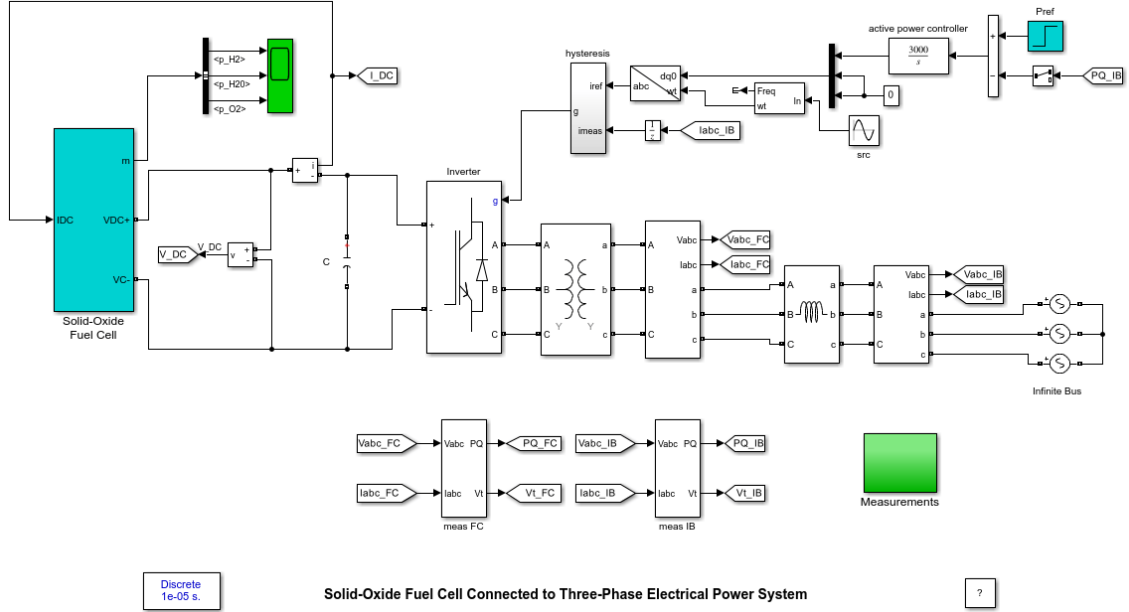 Pref
active power controller
hysteresis
<p_H2>
<p_H20>
<p_O2>
I_DC
3000
s
+
−
PQ_IB
iref
g
imeas
dq0
abc
wt
Freq
wt
In
0
1
z
Iabc_IB
src
m
IDC
VDC+
VC-
Solid-Oxide
Fuel Cell
i
+
-
V_DC
V_DC
v
+
-
C
Inverter
g
+
-
A
B
C
A
B
C
a
b
c
Y
Y
A
B
C
Vabc
Iabc
a
b
c
Vabc_FC
Iabc_FC
A
B
C
a
b
c
A
B
C
Vabc
Iabc
a
b
c
Vabc_IB
Iabc_IB
+
+
+
Infinite Bus
Vabc_FC
Iabc_FC
Vabc
PQ
Iabc
Vt
PQ_FC
Vt_FC
meas FC
Vabc_IB
Iabc_IB
Vabc
PQ
Iabc
Vt
PQ_IB
Vt_IB
meas IB
Measurements
Discrete
1e-05 s.
Solid-Oxide Fuel Cell Connected to Three-Phase Electrical Power System
?